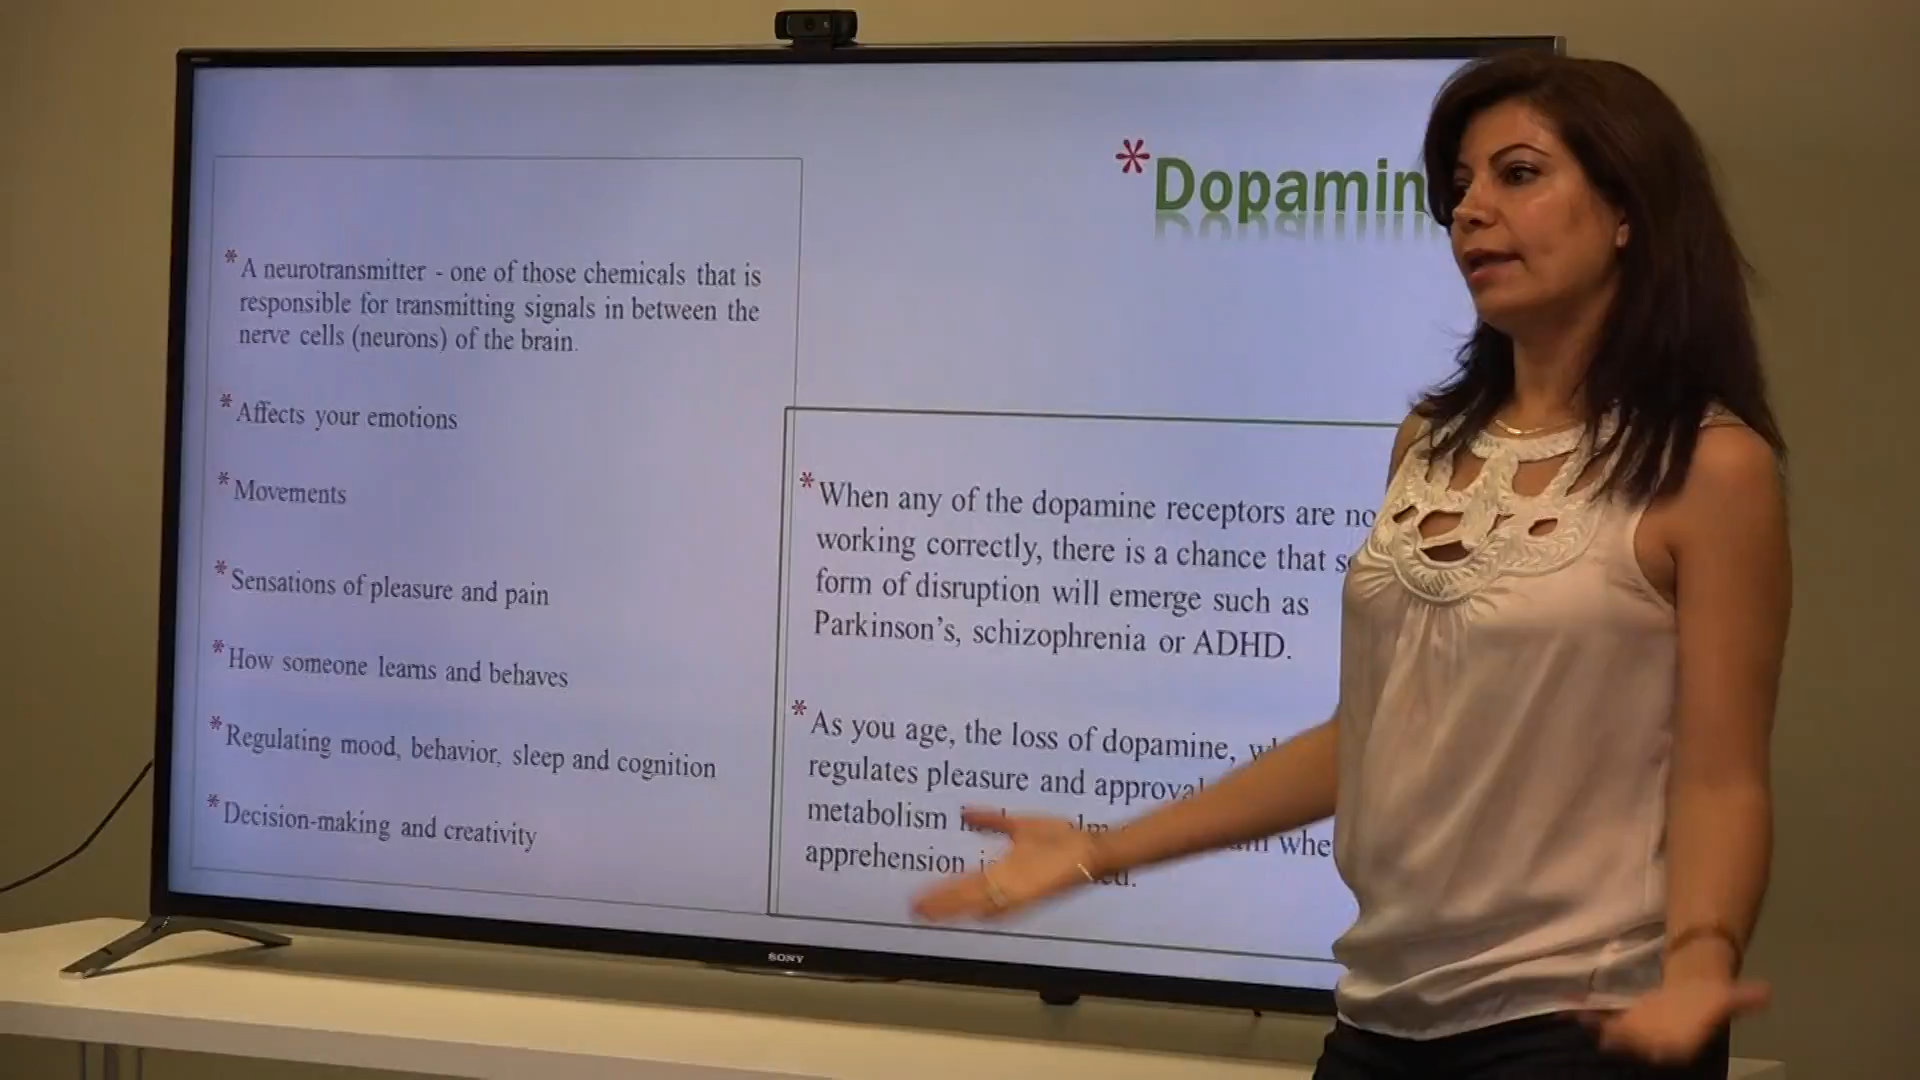 *Dopamin
*A neurotransmitter - one of those chemicals that is
responsible for transmitting signals in between the
nerve cells (neurons) of the brain.
*Affects your emotions
*Movements
*Sensations of pleasure and pain
*How someone learns and behaves
*Regulating mood, behavior, sleep and cognition
*Decision-making and creativity
*When any of the dopamine receptors are no
working correctly, there is a chance that
form of disruption will emerge such as
Parkinson's, schizophrenia or ADHD.
*As you age, the loss of dopamine,
regulates pleasure and approval
metabolism
apprehension
SONY